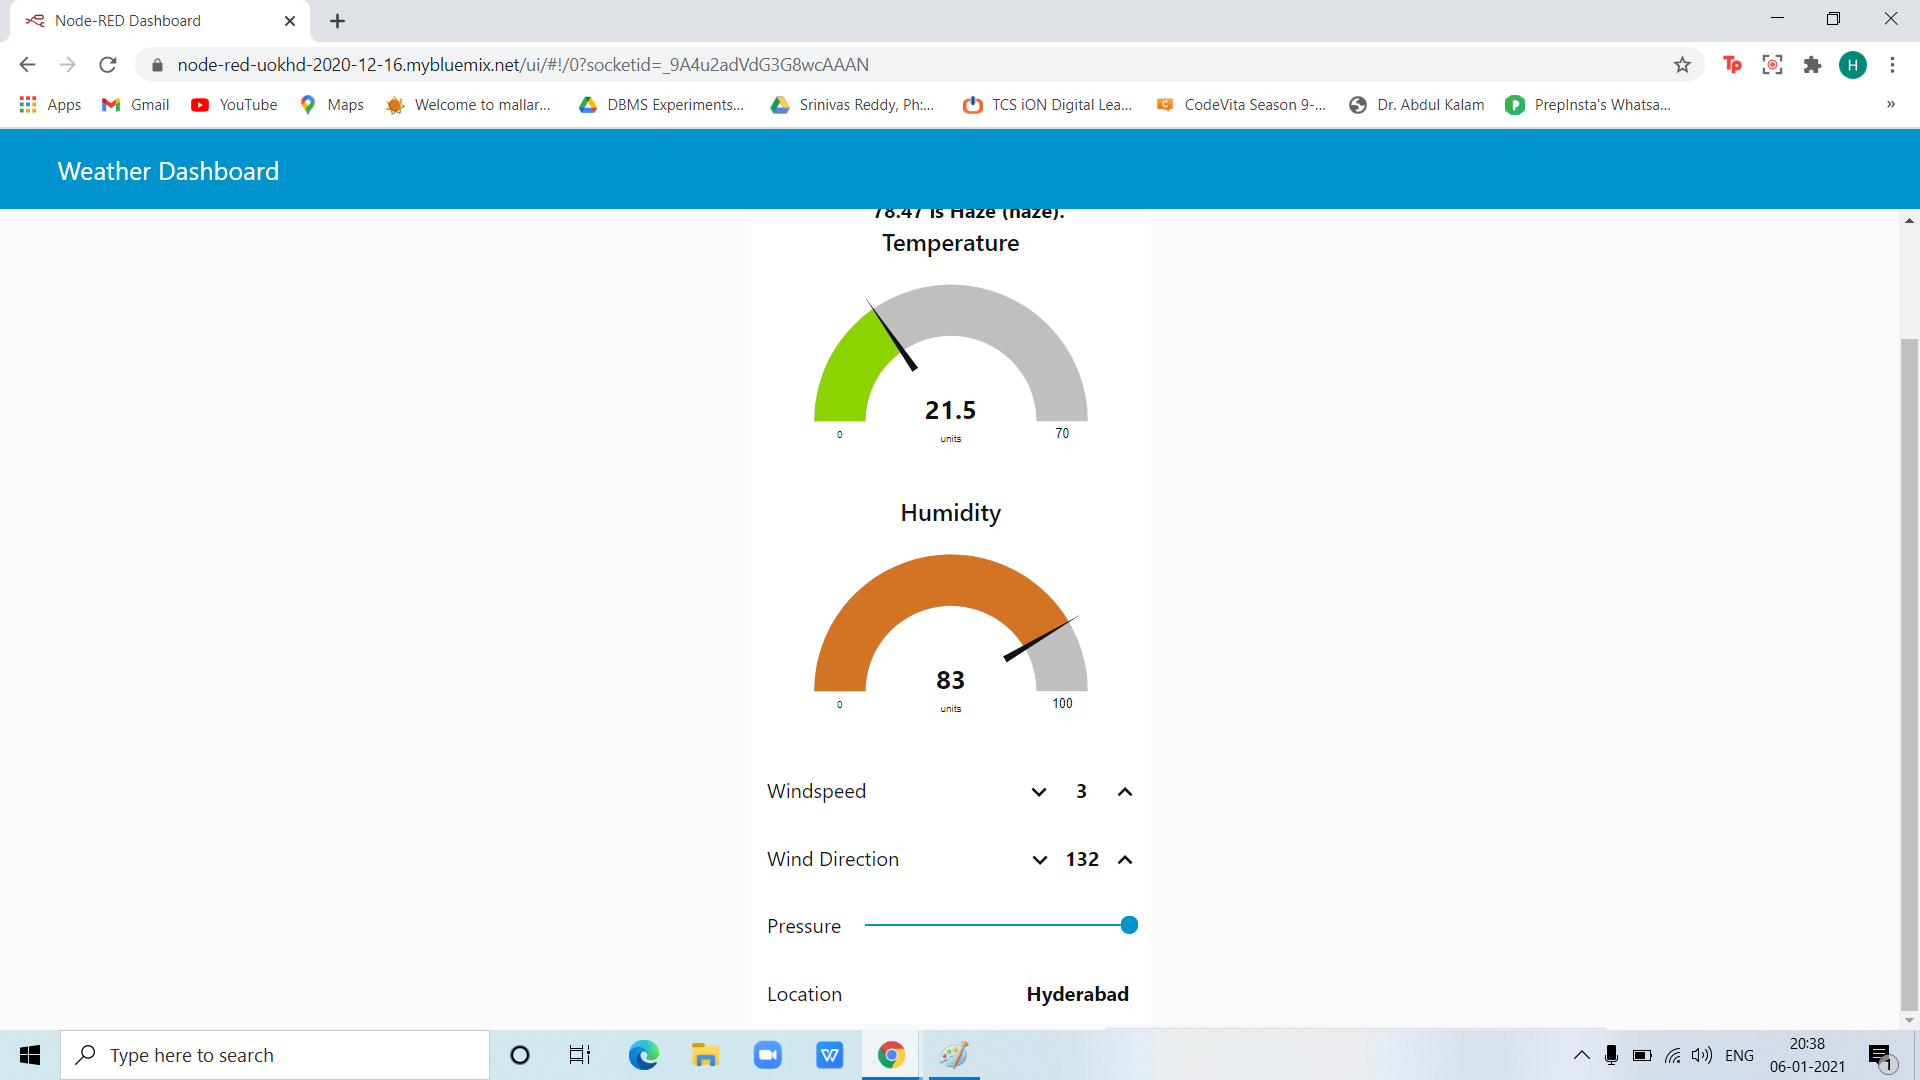 Node-RED Dashboard
node-red-uokhd-2020-12-16.mybluemix.net/ui/#!/0?socketid=_9A4u2adVdG3G8wcAAAN
Tp
H
Apps Gmail YouTube Maps Welcome to mallar... DBMS Experiments... Srinivas Reddy, Ph:... TCS iON Digital Lea... CodeVita Season 9-... Dr. Abdul Kalam PrepInsta's Whatsa... »
Weather Dashboard
78.47 is Haze (haze).
Temperature
21.5
units
0
70
Humidity
83
units
0
100
Windspeed 3
Wind Direction 132
Pressure
Location Hyderabad
Type here to search
ENG
20:38
06-01-2021
1